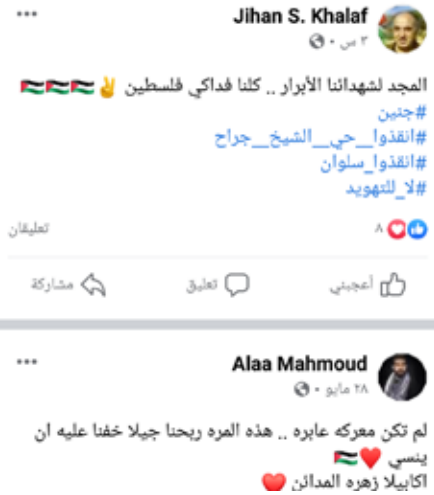 Jihan S. Khalaf
٣ س ·
المجد لشهدائنا الأبرار .. كلنا فداكي فلسطين ✌️🇵🇸🇵🇸🇵🇸
#جنين
#انقذوا__حي__الشيخ__جراح
#انقذوا_سلوان
#لا_للتهويد
٨
تعليقان
أعجبني
تعليق
مشاركة
Alaa Mahmoud
٢٨ مايو ·
لم تكن معركه عابره .. هذه المره ربحنا جيلا خفنا عليه ان
ينسي ❤️🇵🇸
اكابيلا زهره المدائن ❤️